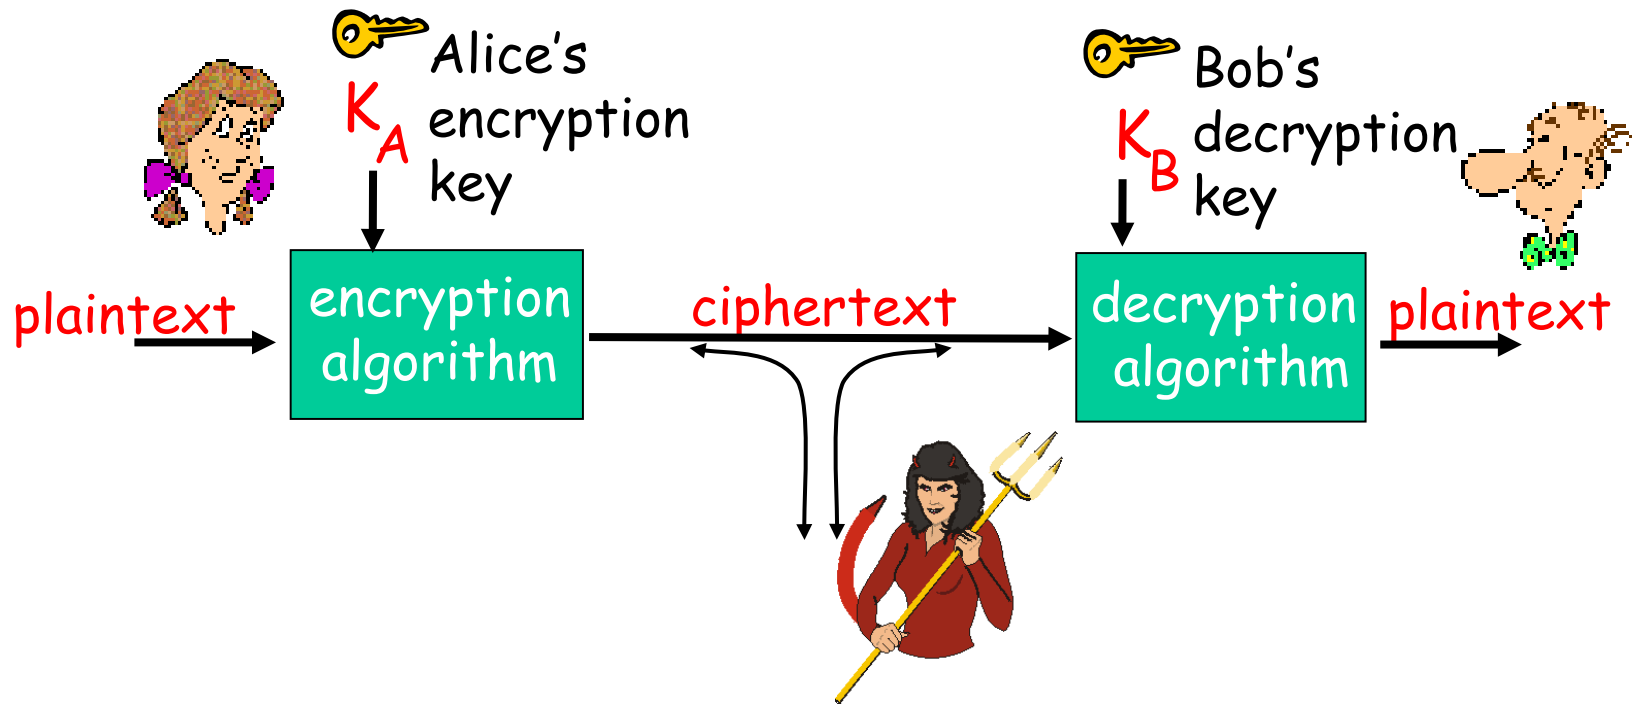 Alice's
encryption
key
K
A
Bob's
decryption
key
K
B
plaintext
encryption
algorithm
ciphertext
decryption
algorithm
plaintext